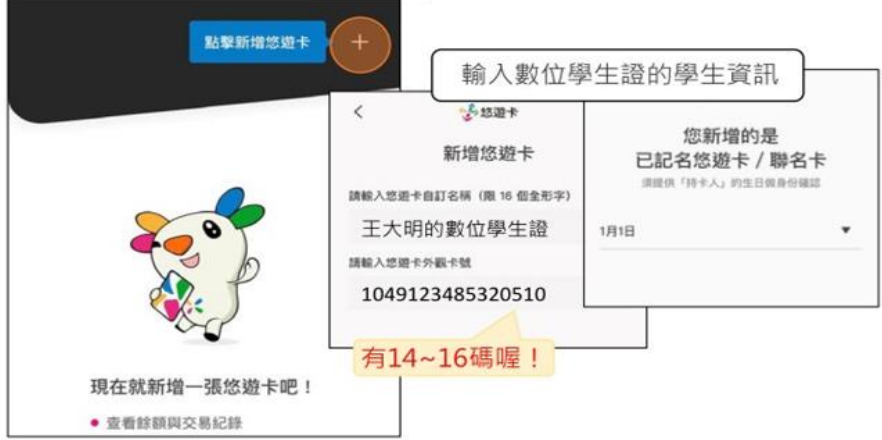 點擊新增悠遊卡
+
現在就新增一張悠遊卡吧！
• 查看餘額與交易紀錄
輸入數位學生證的學生資訊
<
悠遊卡
新增悠遊卡
請輸入悠遊卡自訂名稱（限 16 個全形字）
王大明的數位學生證
請輸入悠遊卡外觀卡號
1049123485320510
有14~16碼喔！
您新增的是
已記名悠遊卡 / 聯名卡
須提供「持卡人」的生日做身份確認
1月1日